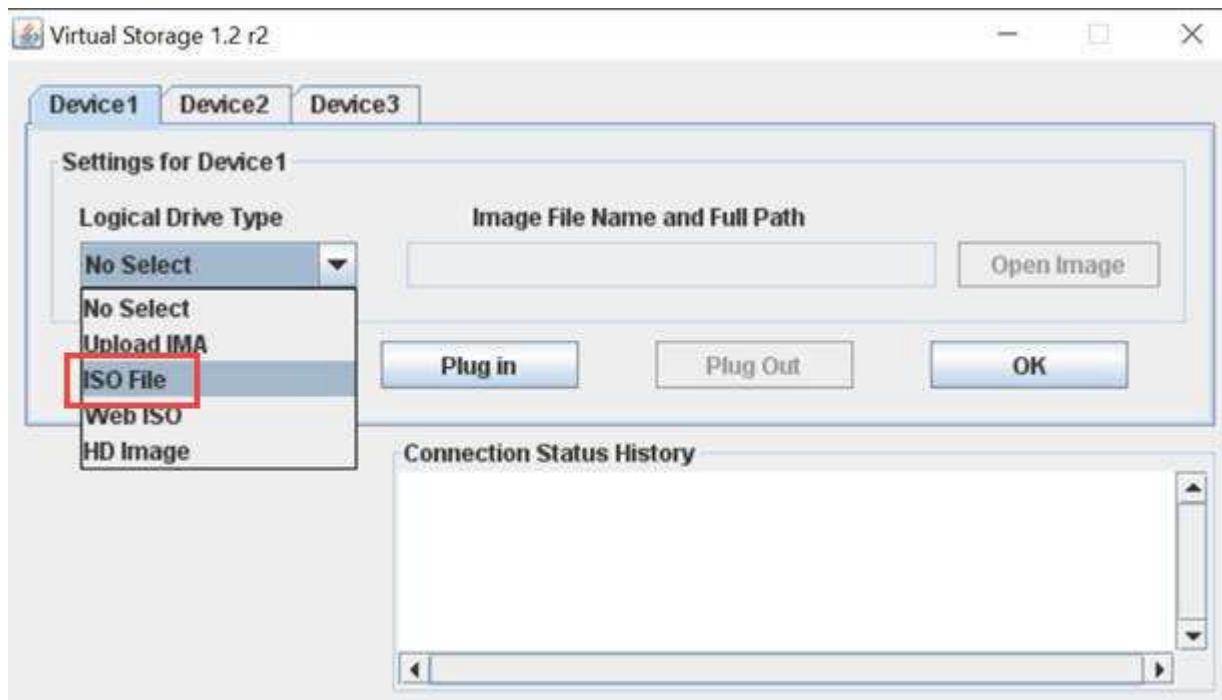 Virtual Storage 1.2 r2
Device1 Device2 Device3
Settings for Device1
Logical Drive Type Image File Name and Full Path
No Select Open Image
No Select
Upload IMA
ISO File
Web ISO
HD Image
Plug in Plug Out OK
Connection Status History